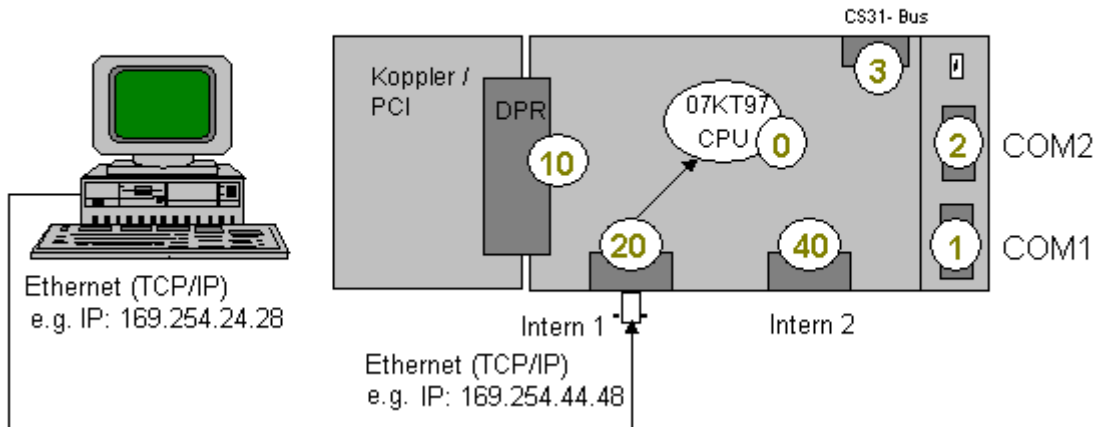 CS31- Bus
Koppler /
PCI
DPR
10
07KT97
CPU
0
3
2
COM2
20
40
1
COM1
Ethernet (TCP/IP)
e.g. IP: 169.254.24.28
Intern 1
Intern 2
Ethernet (TCP/IP)
e.g. IP: 169.254.44.48